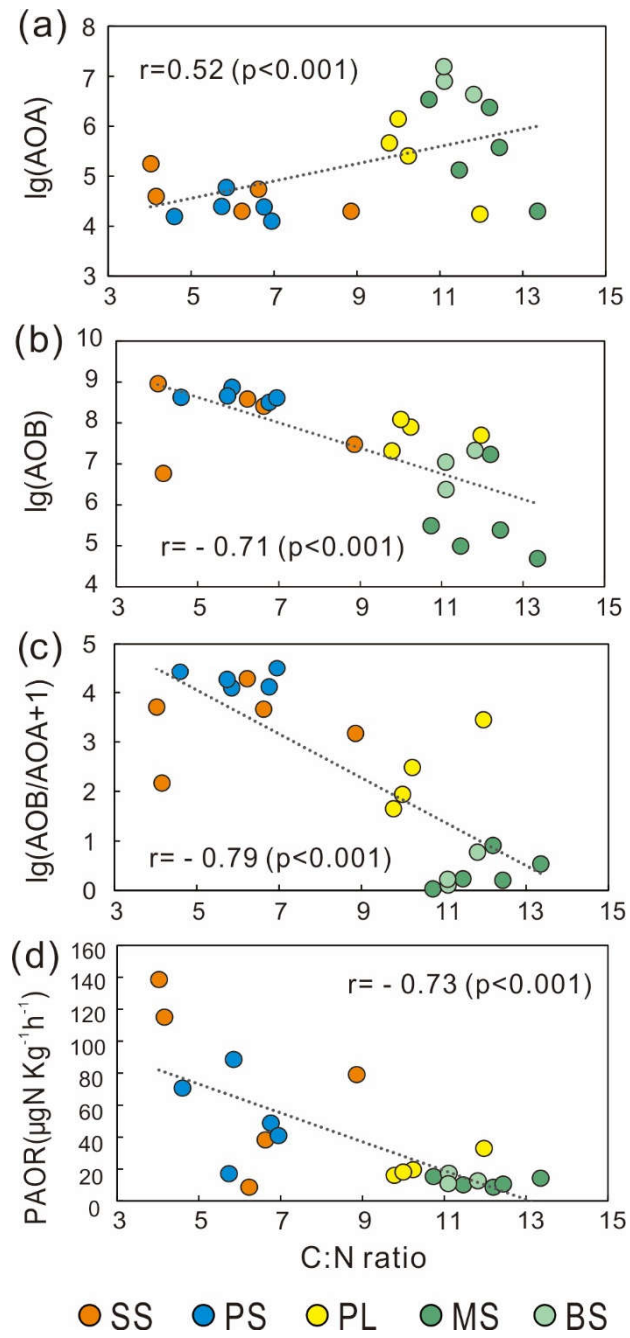 (a)
8
7
6
5
4
3
lg(AOA)
r=0.52 (p<0.001)
3 5 7 9 11 13 15
(b)
10
9
8
7
6
5
4
lg(AOB)
r= - 0.71 (p<0.001)
3 5 7 9 11 13 15
(c)
5
4
3
2
1
0
lg(AOB/AOA+1)
r= - 0.79 (p<0.001)
3 5 7 9 11 13 15
(d)
160
140
120
100
80
60
40
20
0
PAOR(μgN Kg⁻¹h⁻¹)
r= - 0.73 (p<0.001)
3 5 7 9 11 13 15
C:N ratio
SS PS PL MS BS